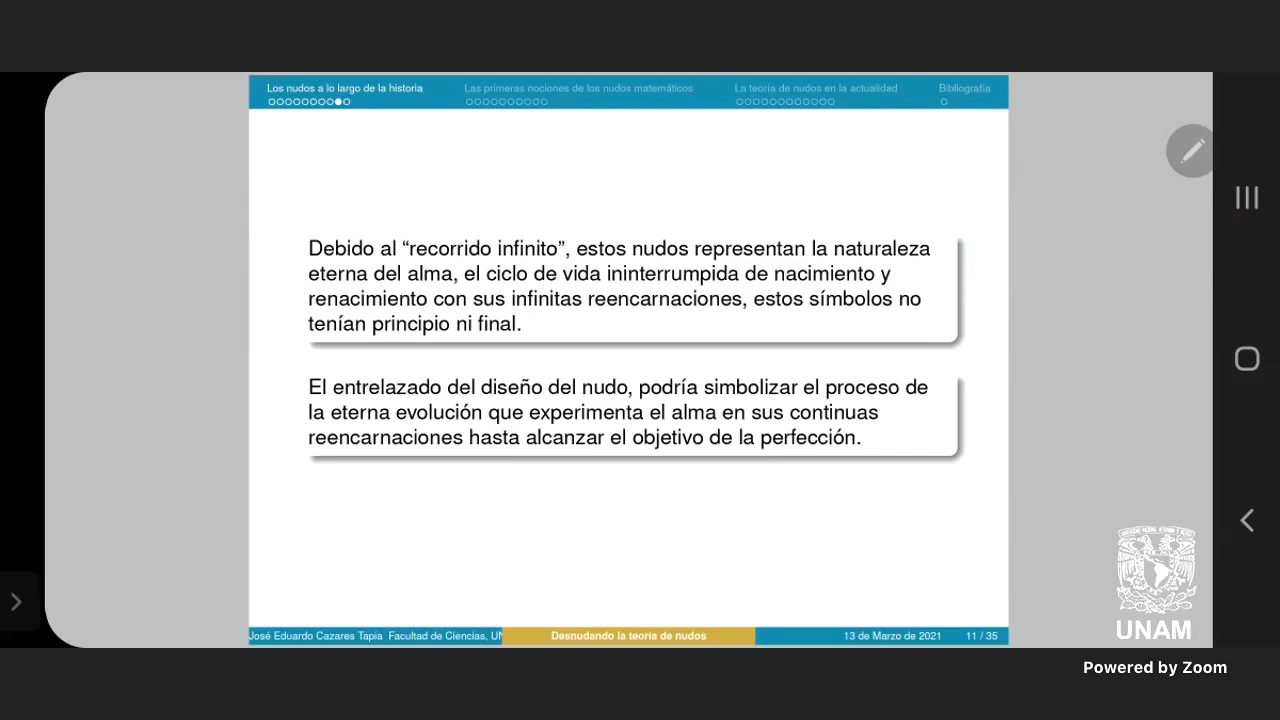 Los nudos a lo largo de la historia
Las primeras nociones de los nudos matemáticos
La teoría de nudos en la actualidad
Bibliografía
Debido al “recorrido infinito”, estos nudos representan la naturaleza
eterna del alma, el ciclo de vida ininterrumpida de nacimiento y
renacimiento con sus infinitas reencarnaciones, estos símbolos no
tenían principio ni final.
El entrelazado del diseño del nudo, podría simbolizar el proceso de
la eterna evolución que experimenta el alma en sus continuas
reencarnaciones hasta alcanzar el objetivo de la perfección.
José Eduardo Cazares Tapia Facultad de Ciencias, UN
Desnudando la teoría de nudos
13 de Marzo de 2021 11 / 35
UNAM
Powered by Zoom